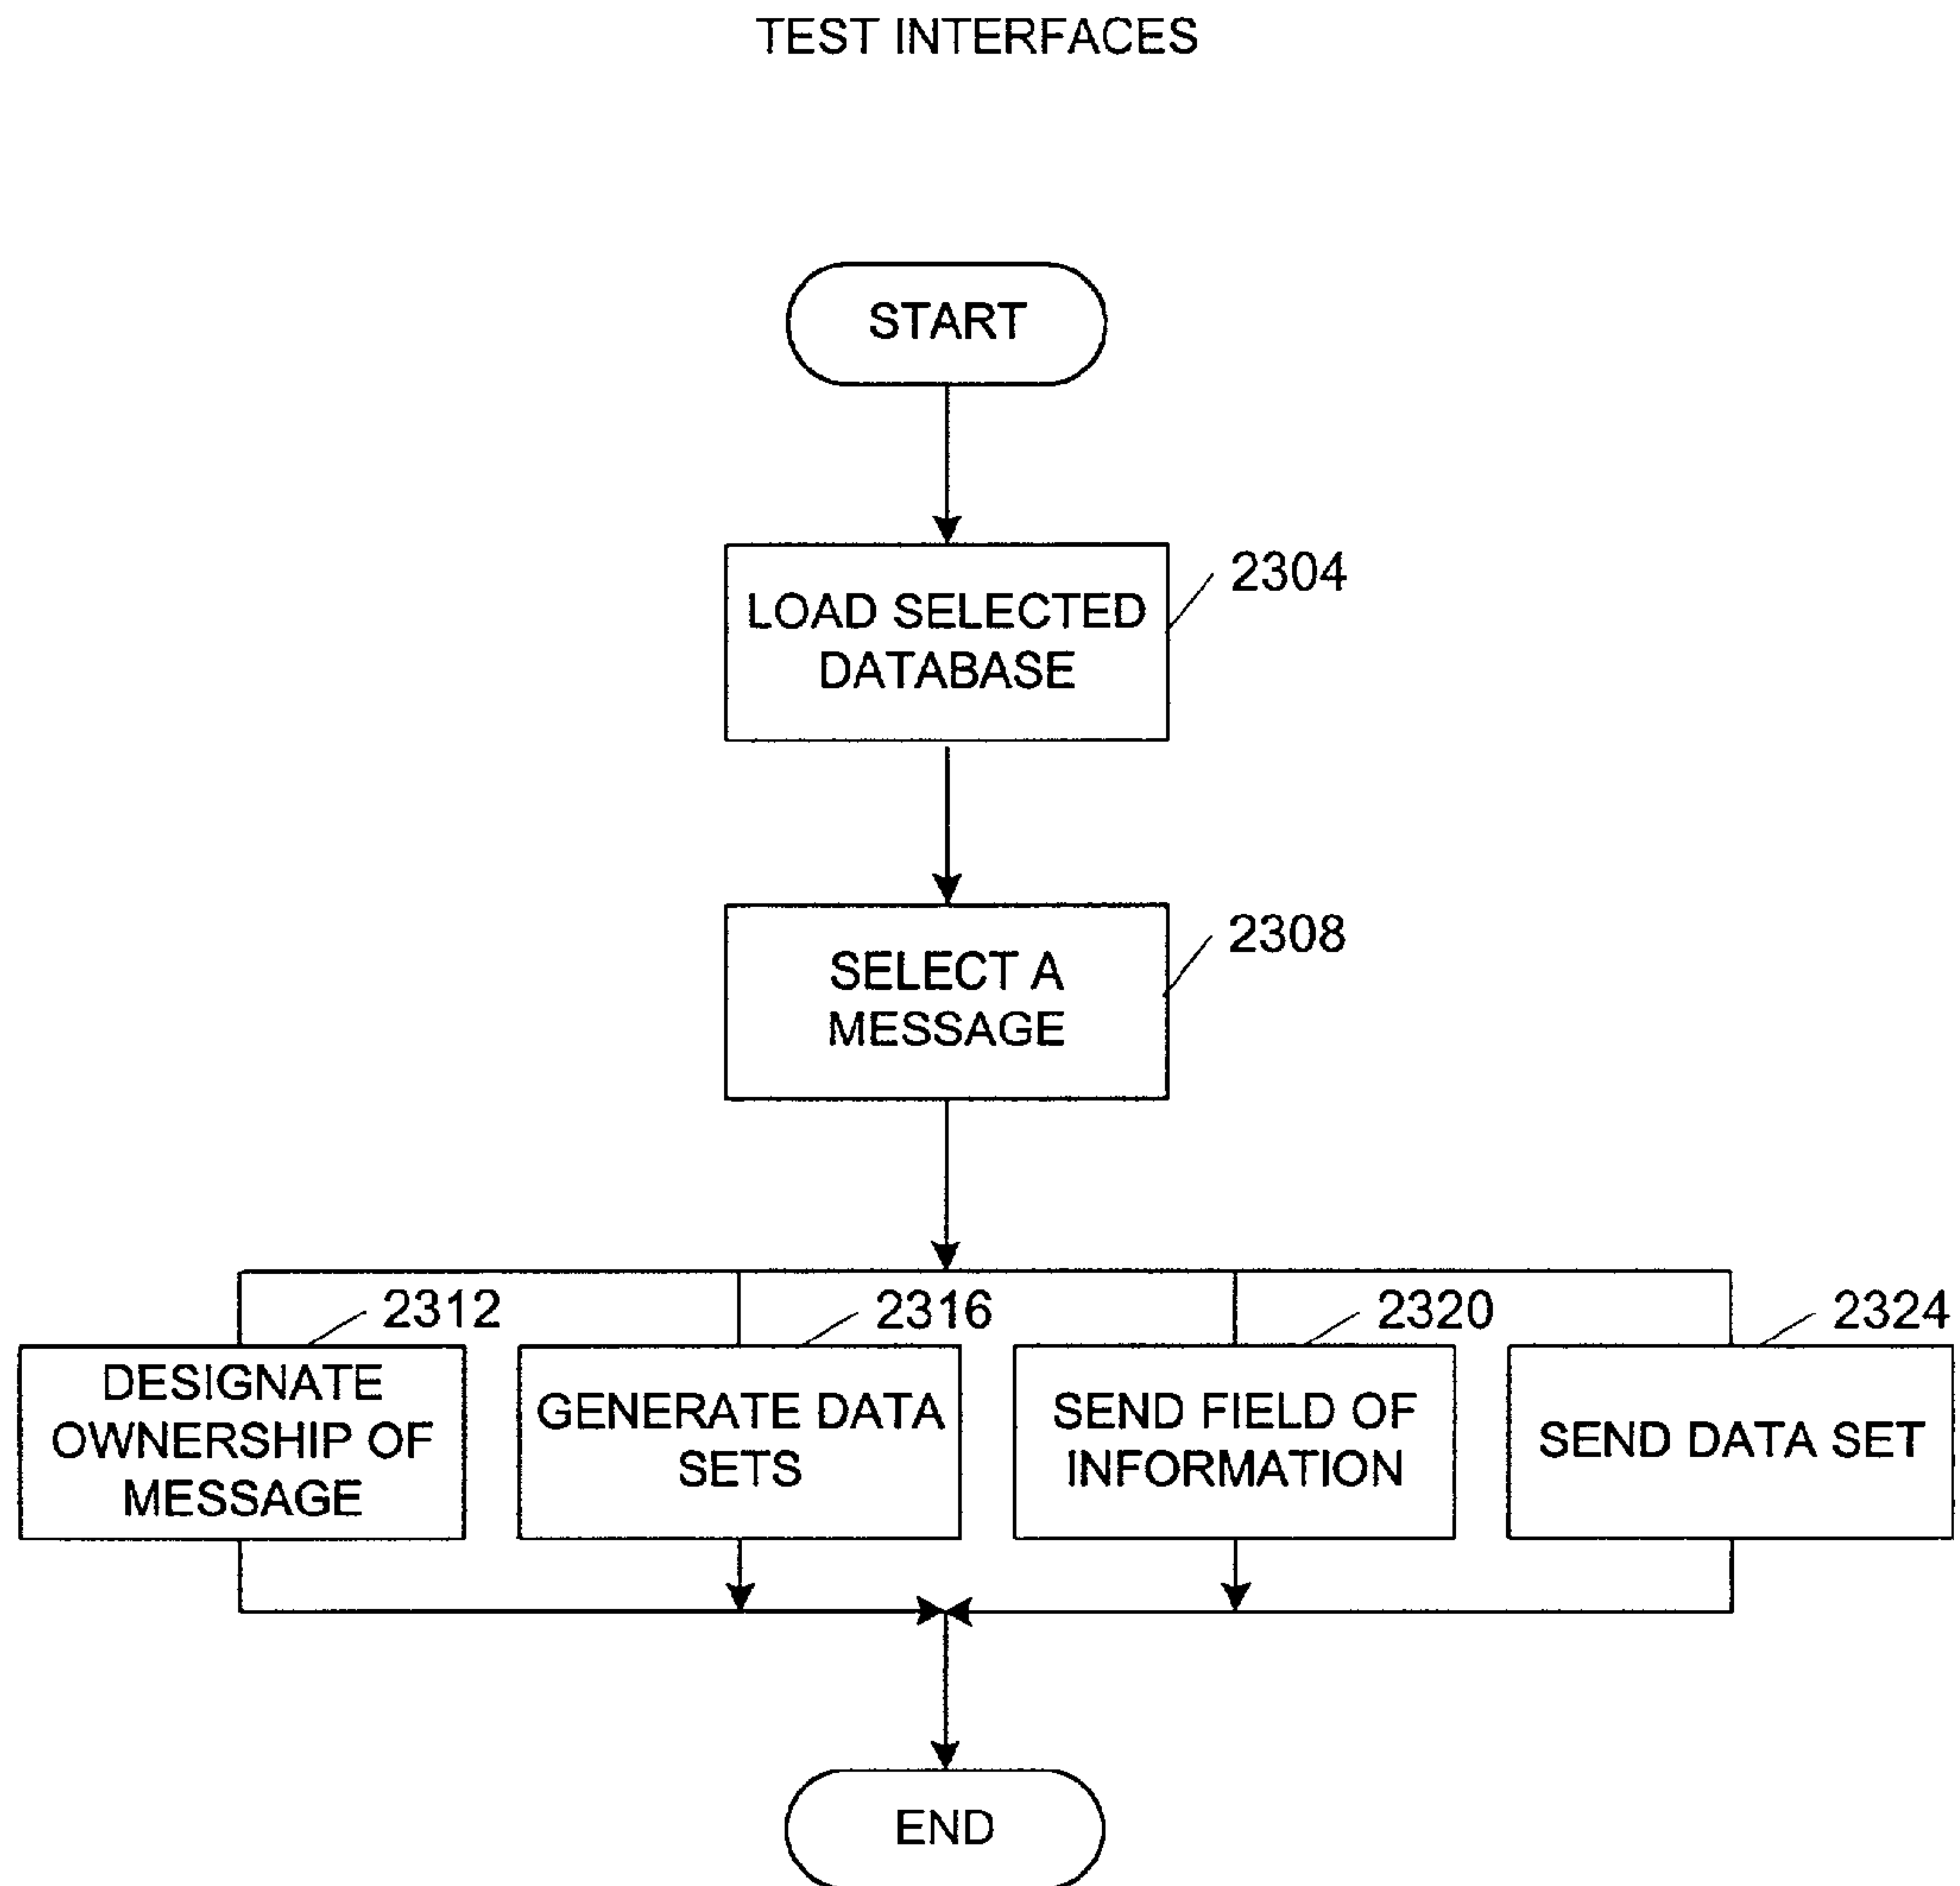 TEST INTERFACES
START
2304
LOAD SELECTED
DATABASE
2308
SELECT A
MESSAGE
2312
2316
2320
2324
DESIGNATE
OWNERSHIP OF
MESSAGE
GENERATE DATA
SETS
SEND FIELD OF
INFORMATION
SEND DATA SET
END